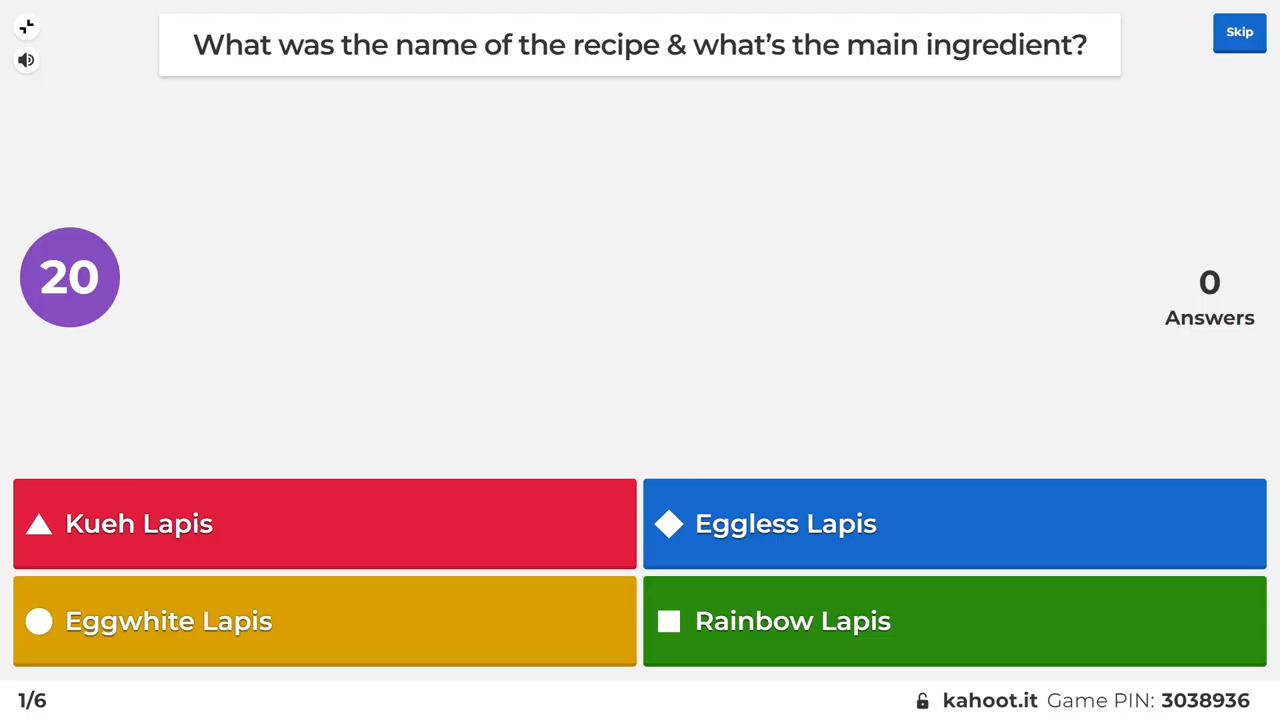 What was the name of the recipe & what's the main ingredient?
Skip
20
0
Answers
Kueh Lapis
Eggless Lapis
Eggwhite Lapis
Rainbow Lapis
1/6
kahoot.it Game PIN: 3038936